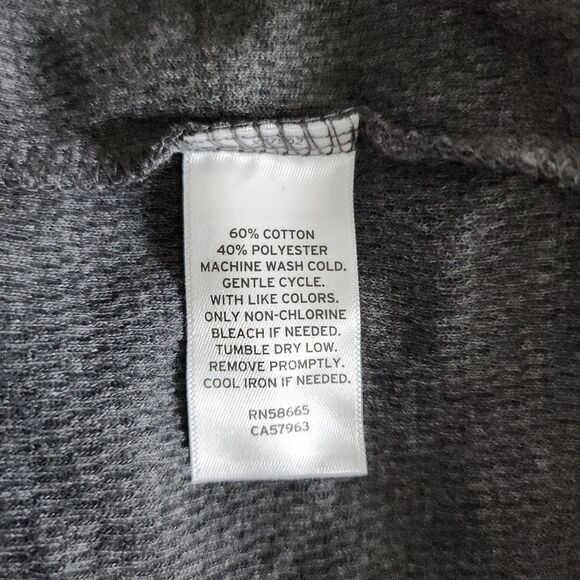 60% COTTON
40% POLYESTER
MACHINE WASH COLD.
GENTLE CYCLE.
WITH LIKE COLORS.
ONLY NON-CHLORINE
BLEACH IF NEEDED.
TUMBLE DRY LOW.
REMOVE PROMPTLY.
COOL IRON IF NEEDED.
RN58665
CA57963